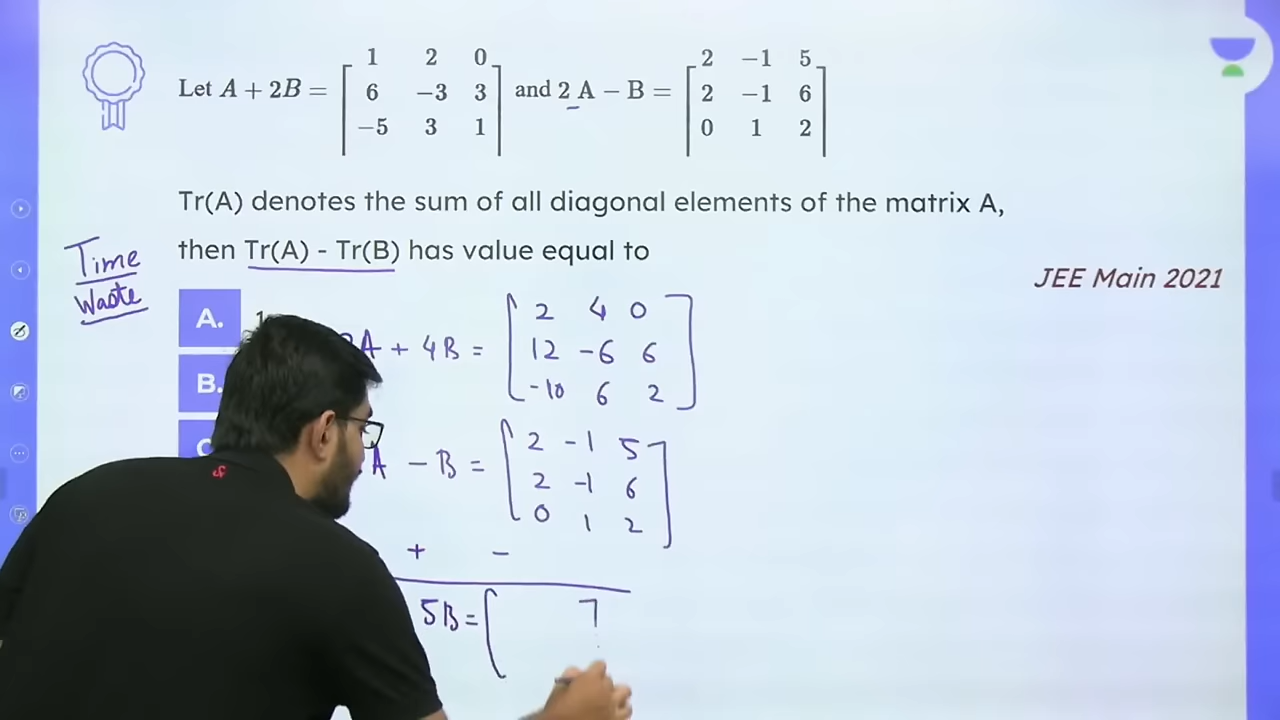 1 2 0
Let A + 2B = 6 −3 3 and 2 A − B =
−5 3 1
2 −1 5
2 −1 6
0 1 2
Tr(A) denotes the sum of all diagonal elements of the matrix A,
then Tr(A) - Tr(B) has value equal to
JEE Main 2021
Time
Waste
A.
B.
A + 4B =
2 4 0
12 -6 6
-10 6 2
A - B =
2 -1 5
2 -1 6
0 1 2
+ -
5B =